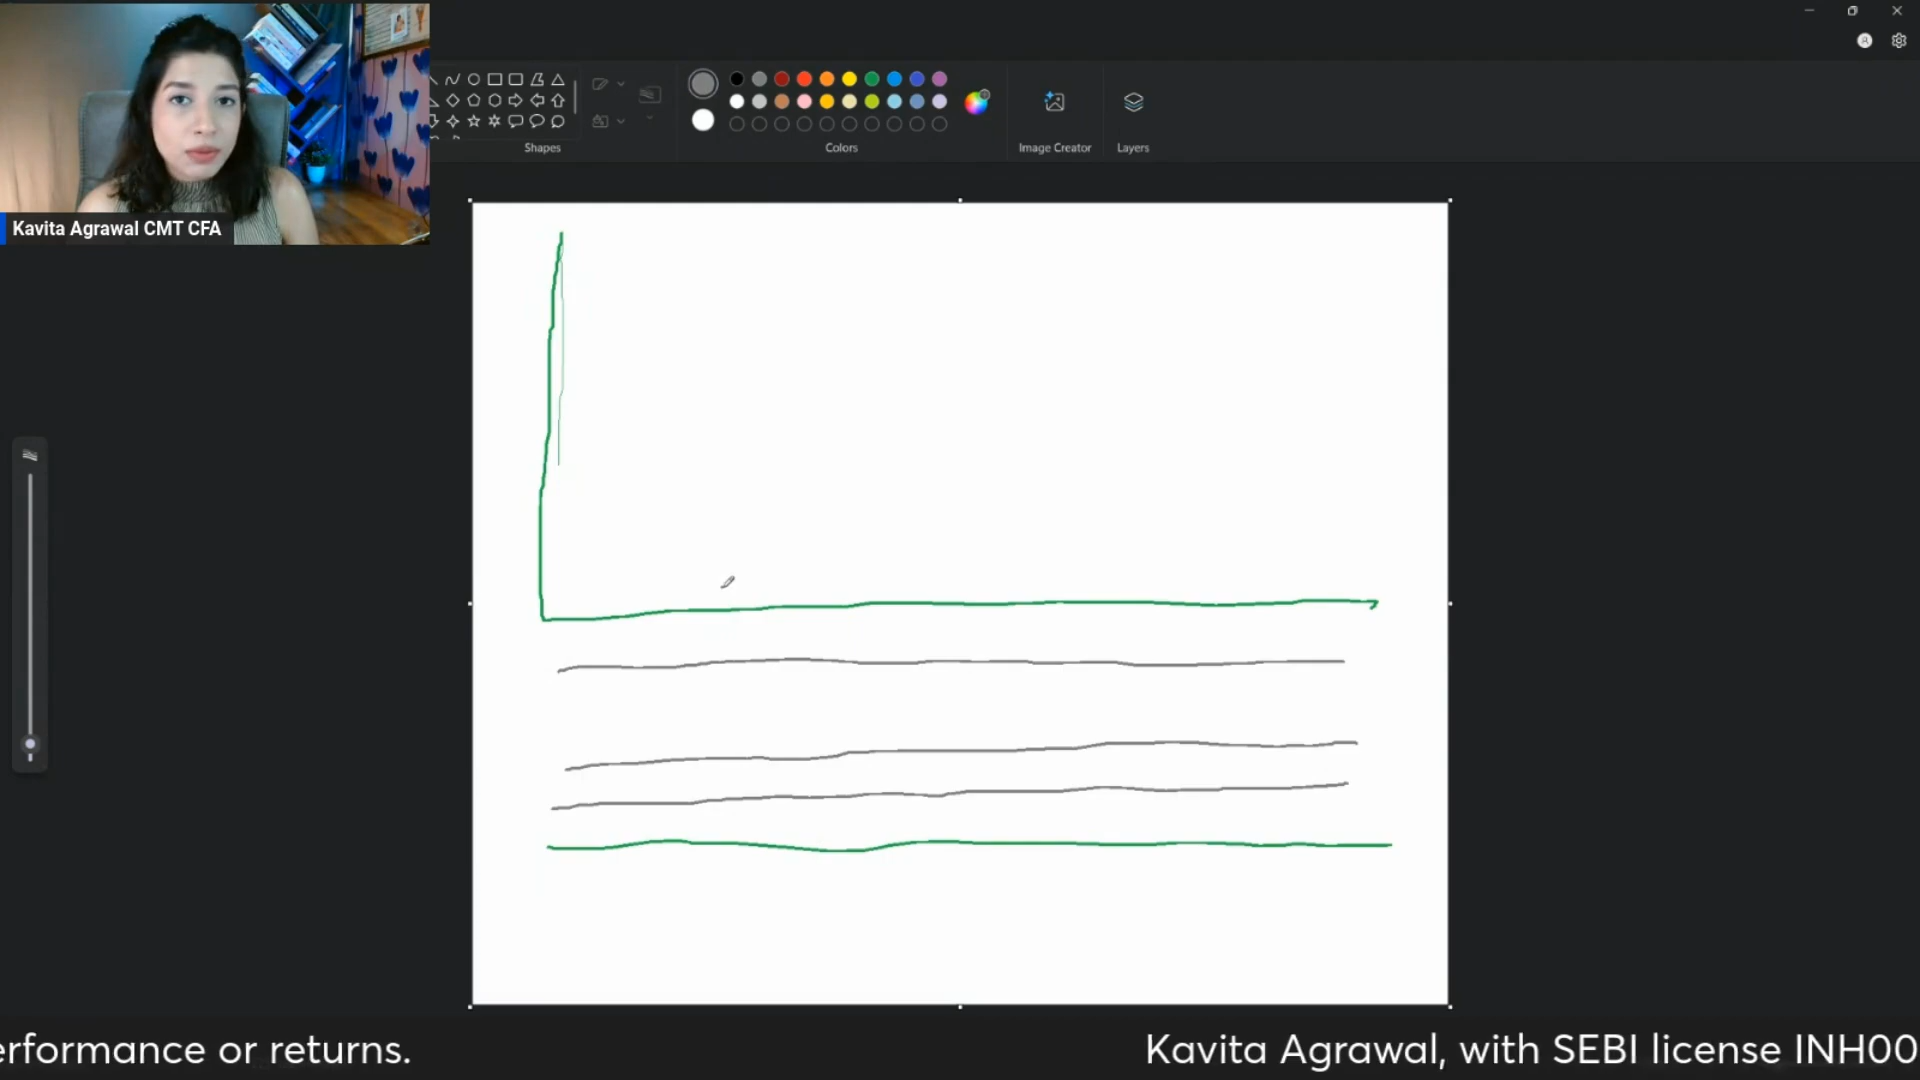 Kavita Agrawal CMT CFA
Shapes
Colors
Image Creator
Layers
erformance or returns.
Kavita Agrawal, with SEBI license INH00